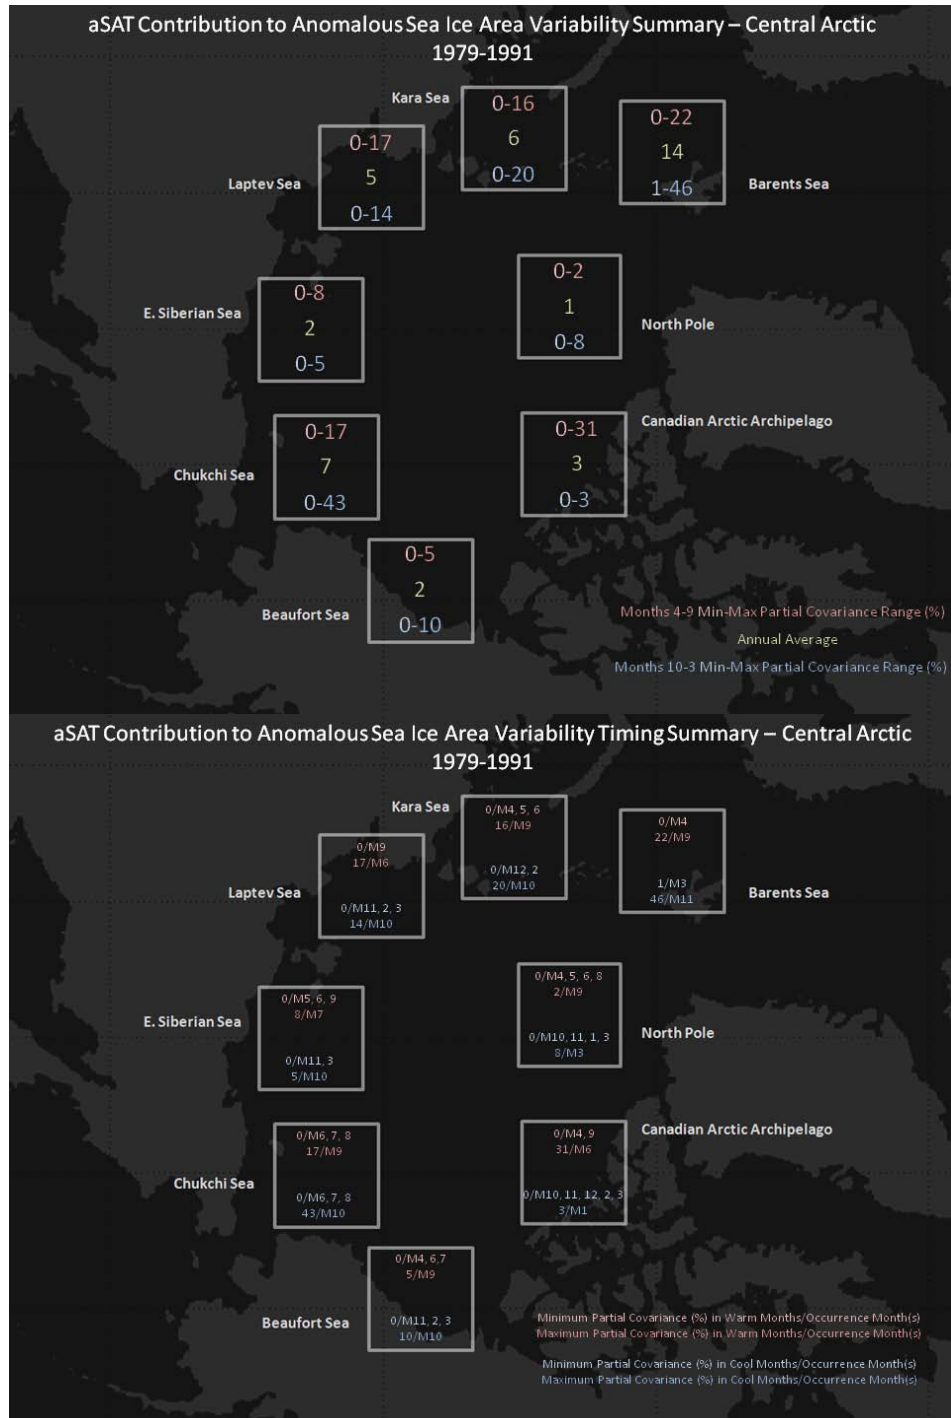 aSAT Contribution to Anomalous Sea Ice Area Variability Summary – Central Arctic
1979-1991
Kara Sea
0-16
6
0-20
0-22
14
1-46
Barents Sea
Laptev Sea
0-17
5
0-14
E. Siberian Sea
0-8
2
0-5
0-2
1
0-8
North Pole
Chukchi Sea
0-17
7
0-43
0-31
3
0-3
Canadian Arctic Archipelago
Beaufort Sea
0-5
2
0-10
Months 4-9 Min-Max Partial Covariance Range (%)
Annual Average
Months 10-3 Min-Max Partial Covariance Range (%)
aSAT Contribution to Anomalous Sea Ice Area Variability Timing Summary – Central Arctic
1979-1991
Kara Sea
0/M4, 5, 6
16/M9
0/M12, 2
20/M10
0/M4
22/M9
1/M3
46/M11
Barents Sea
Laptev Sea
0/M9
17/M6
0/M11, 2, 3
14/M10
E. Siberian Sea
0/M5, 6, 9
8/M7
0/M11, 3
5/M10
0/M4, 5, 6, 8
2/M9
0/M10, 11, 1, 3
8/M3
North Pole
Chukchi Sea
0/M6, 7, 8
17/M9
0/M6, 7, 8
43/M10
0/M4, 9
31/M6
0/M10, 11, 12, 2, 3
3/M1
Canadian Arctic Archipelago
Beaufort Sea
0/M4, 6,7
5/M9
0/M11, 2, 3
10/M10
Minimum Partial Covariance (%) in Warm Months/Occurrence Month(s)
Maximum Partial Covariance (%) in Warm Months/Occurrence Month(s)
Minimum Partial Covariance (%) in Cool Months/Occurrence Month(s)
Maximum Partial Covariance (%) in Cool Months/Occurrence Month(s)